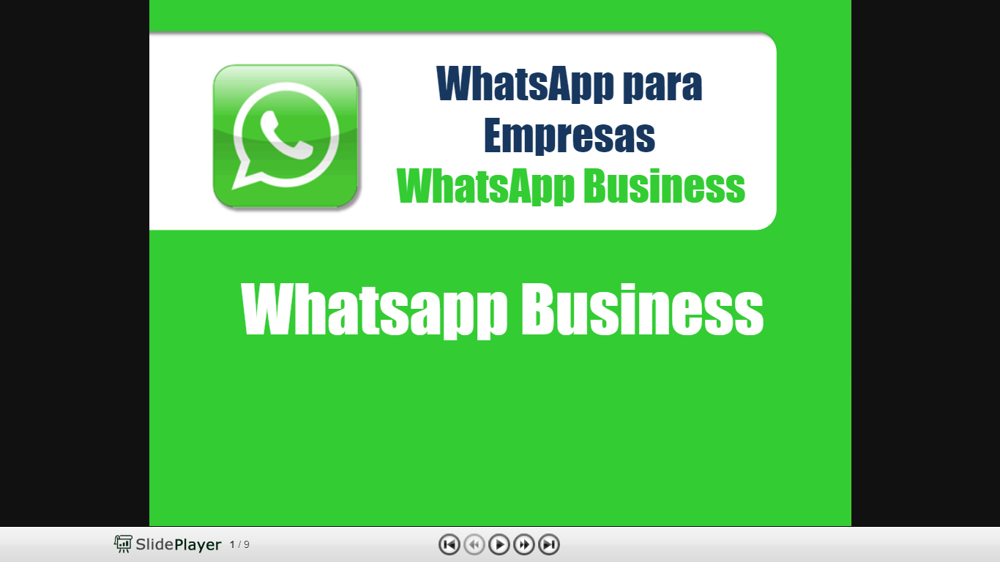 WhatsApp para
Empresas
WhatsApp Business
Whatsapp Business
SlidePlayer 1 / 9